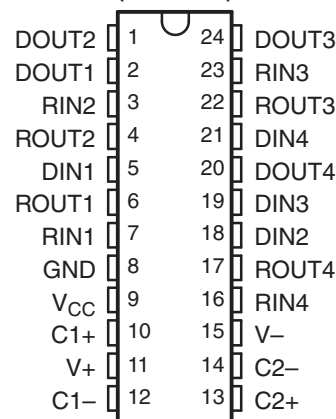 DOUT2 1 24 DOUT3
DOUT1 2 23 RIN3
RIN2 3 22 ROUT3
ROUT2 4 21 DIN4
DIN1 5 20 DOUT4
ROUT1 6 19 DIN3
RIN1 7 18 DIN2
GND 8 17 ROUT4
VCC 9 16 RIN4
C1+ 10 15 V−
V+ 11 14 C2−
C1− 12 13 C2+